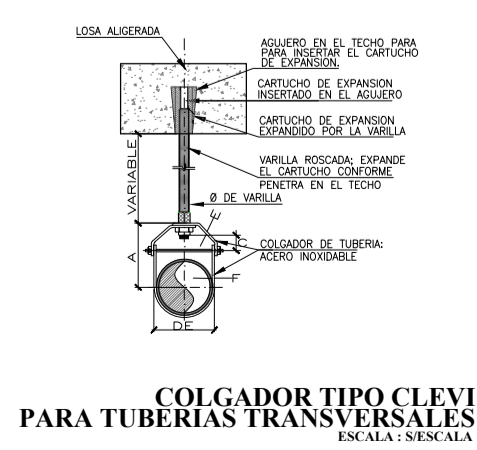 LOSA ALIGERADA
AGUJERO EN EL TECHO PARA
PARA INSERTAR EL CARTUCHO
DE EXPANSION.
CARTUCHO DE EXPANSION
INSERTADO EN EL AGUJERO
CARTUCHO DE EXPANSION
EXPANDIDO POR LA VARILLA
VARILLA ROSCADA; EXPANDE
EL CARTUCHO CONFORME
PENETRA EN EL TECHO
VARIABLE
Ø DE VARILLA
E
C
COLGADOR DE TUBERIA:
ACERO INOXIDABLE
A
F
DE
COLGADOR TIPO CLEVI
PARA TUBERIAS TRANSVERSALES
ESCALA : S/ESCALA